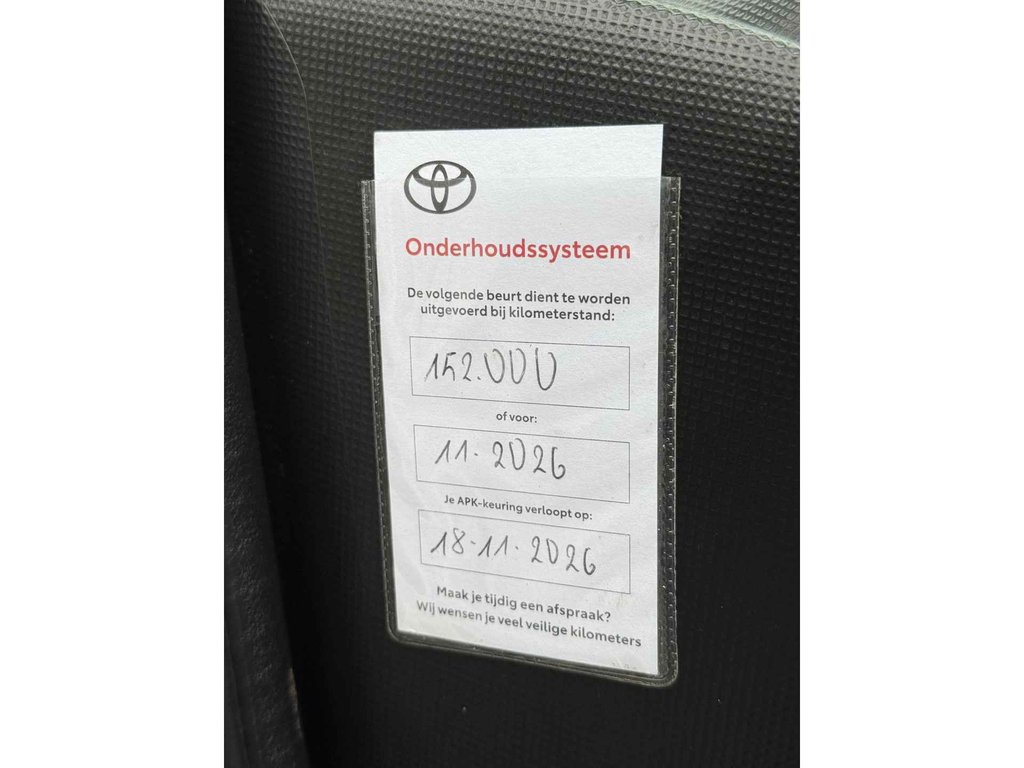 Onderhoudssysteem
De volgende beurt dient te worden
uitgevoerd bij kilometerstand:
152.000
of voor:
11-2026
Je APK-keuring verloopt op:
18-11-2026
Maak je tijdig een afspraak?
Wij wensen je veel veilige kilometers